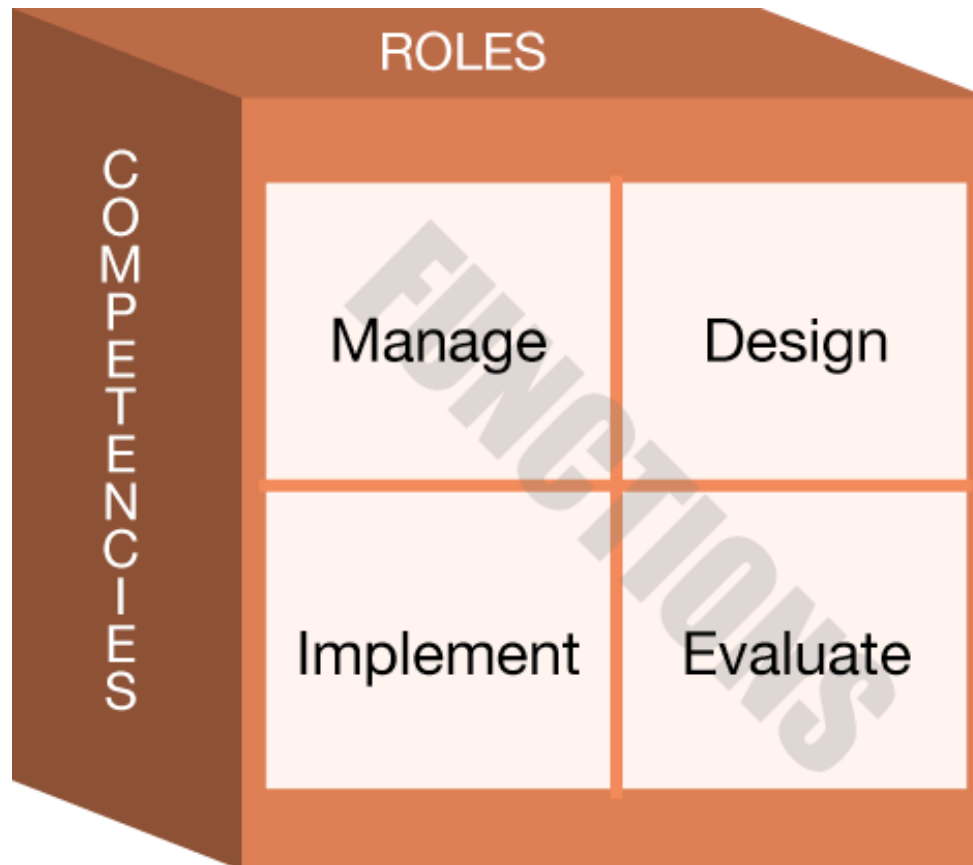 ROLES
COMPETENCIES
FUNCTIONS
Manage
Design
Implement
Evaluate